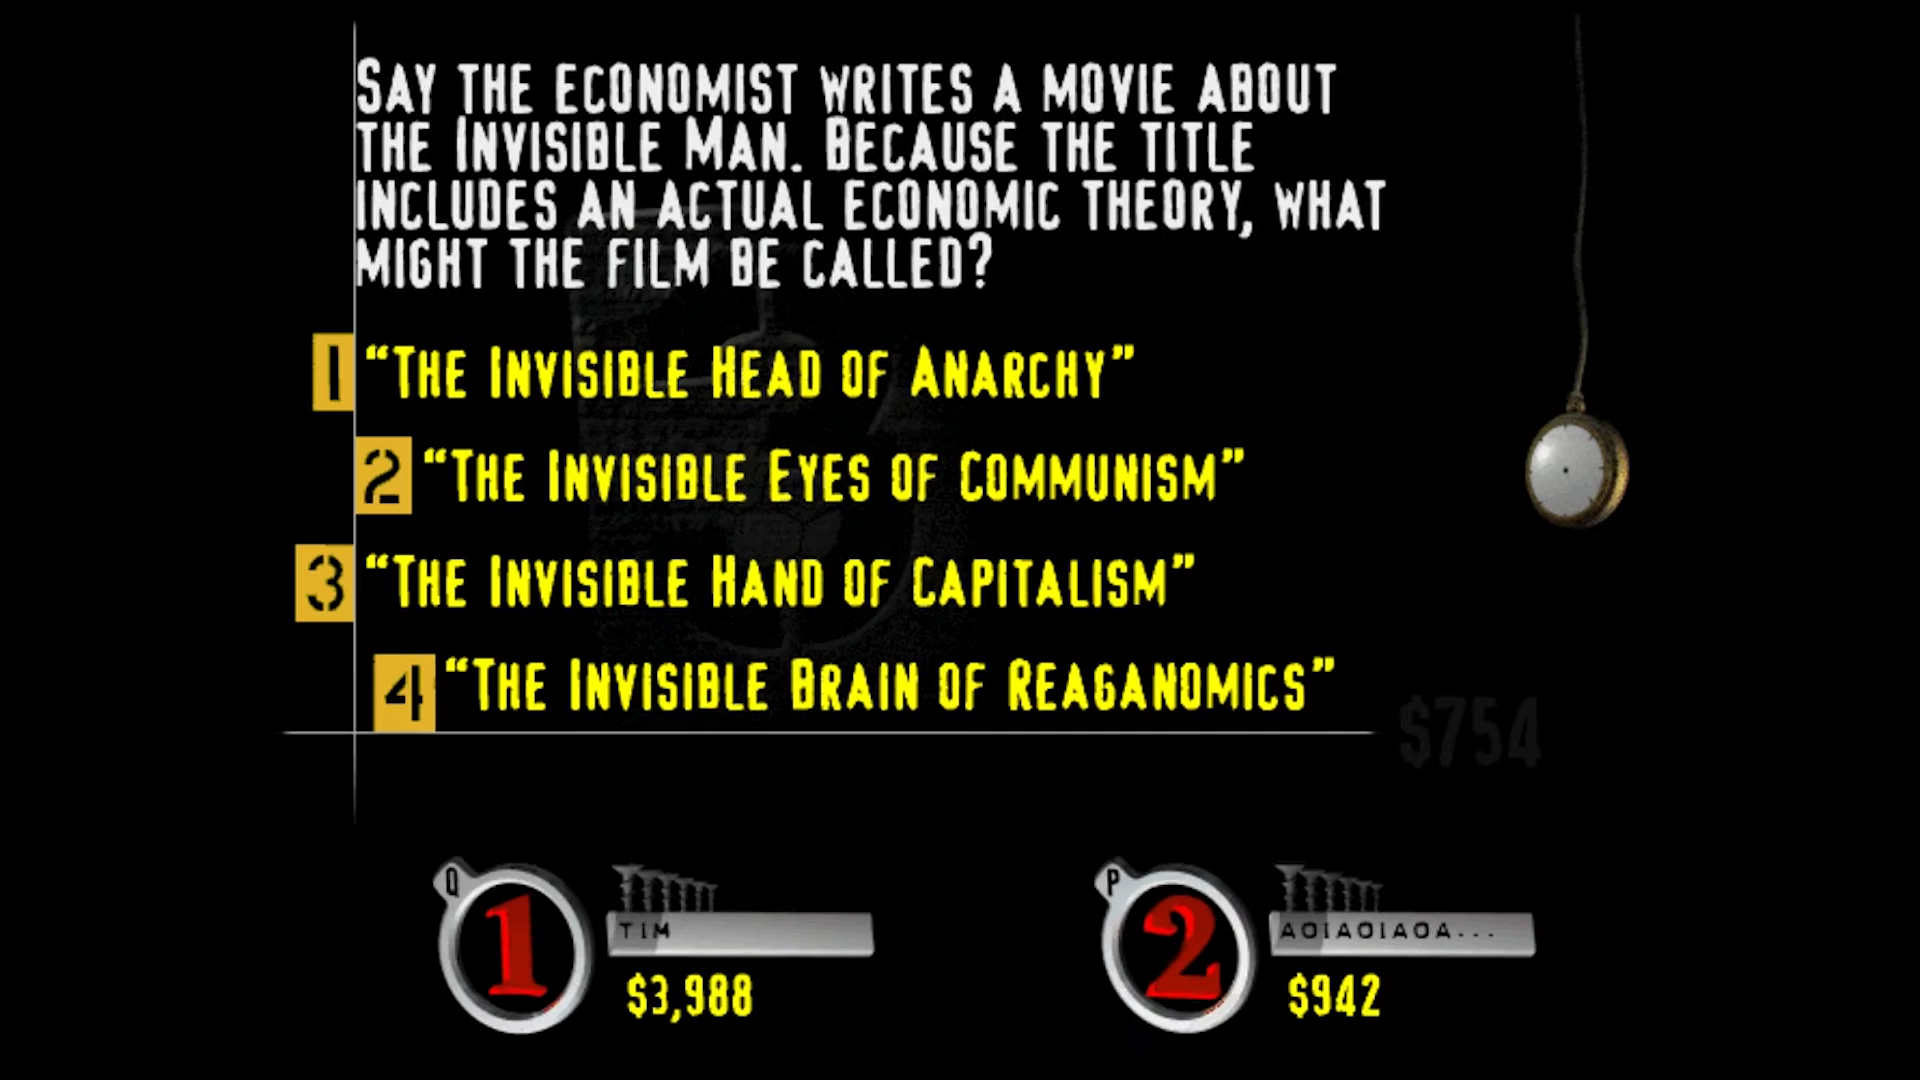 Say the economist writes a movie about
the Invisible Man. Because the title
includes an actual economic theory, what
might the film be called?
1 “The Invisible Head of Anarchy”
2 “The Invisible Eyes of Communism”
3 “The Invisible Hand of Capitalism”
4 “The Invisible Brain of Reaganomics”
$754
Q 1 TIM
$3,988
P 2 AOIAOIAOA...
$942